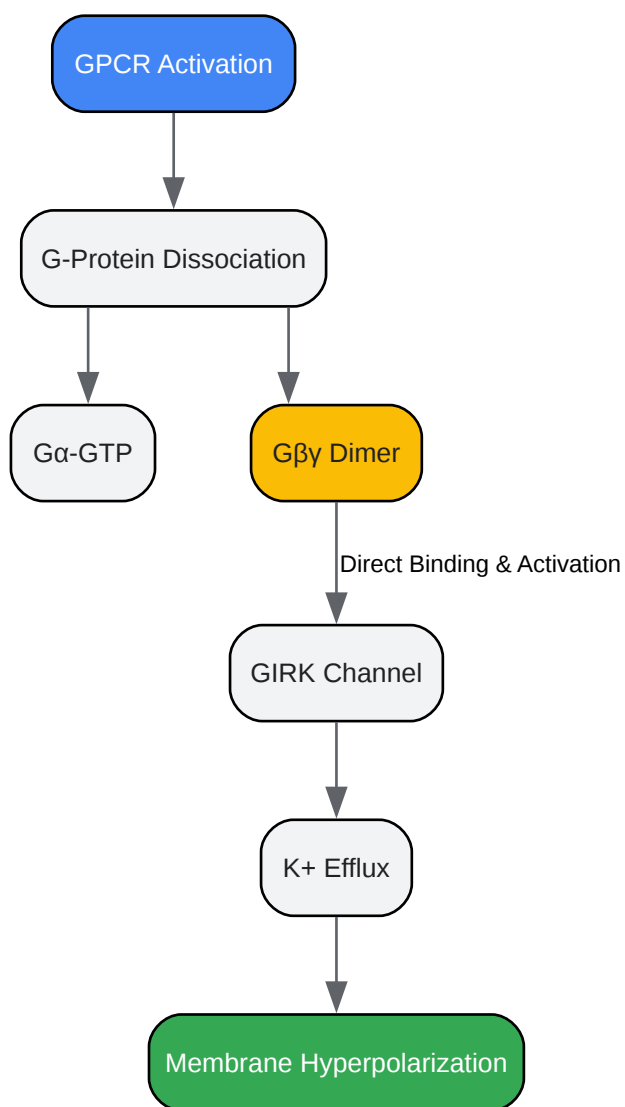 GPCR Activation
G-Protein Dissociation
Gα-GTP
Gβγ Dimer
Direct Binding & Activation
GIRK Channel
K+ Efflux
Membrane Hyperpolarization